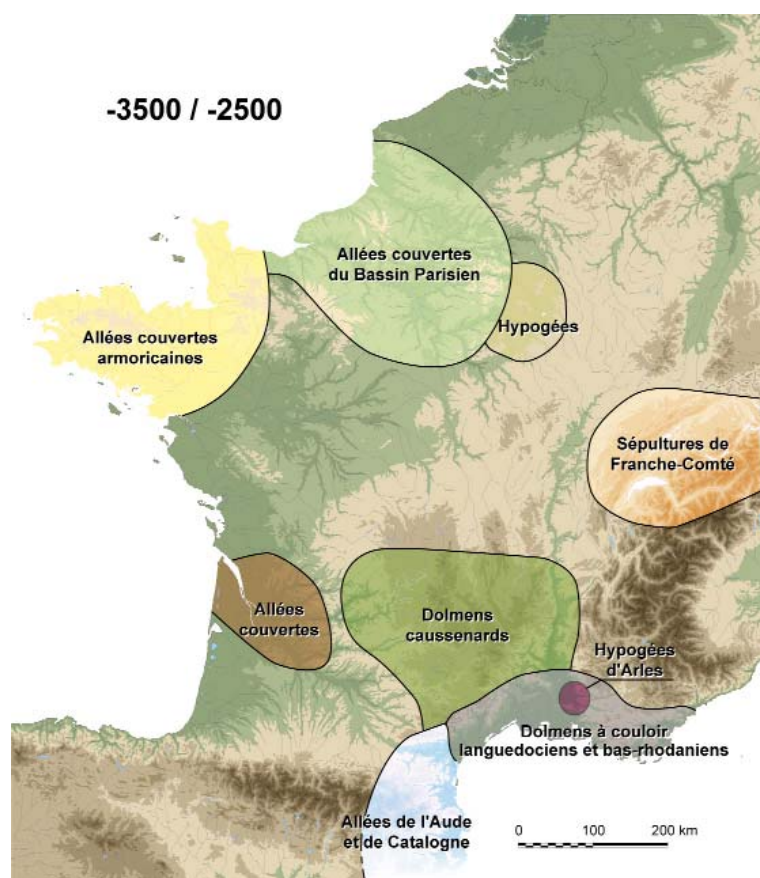 -3500 / -2500
Allées couvertes
du Bassin Parisien
Hypogées
Allées couvertes
armoricaines
Sépultures de
Franche-Comté
Allées
couvertes
Dolmens
caussenards
Hypogées
d'Arles
Dolmens à couloir
languedociens et bas-rhodaniens
Allées de l'Aude
et de Catalogne
0 100 200 km